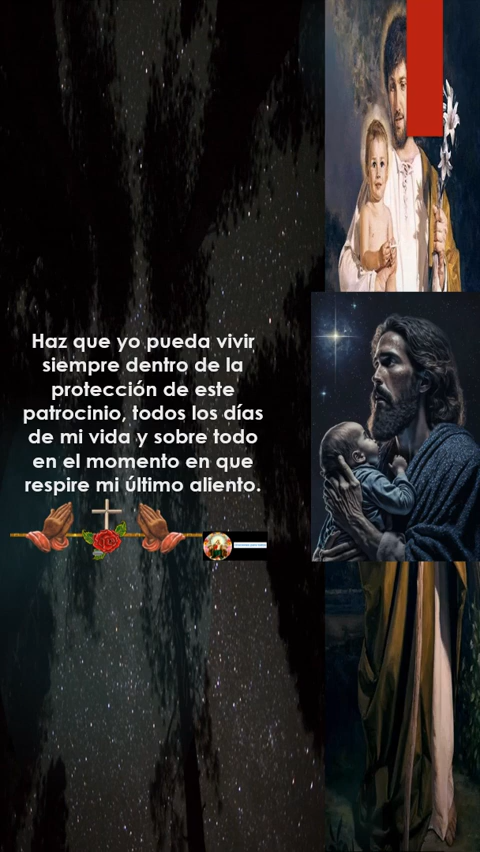 Haz que yo pueda vivir
siempre dentro de la
protección de este
patrocinio, todos los días
de mi vida y sobre todo
en el momento en que
respire mi último aliento.